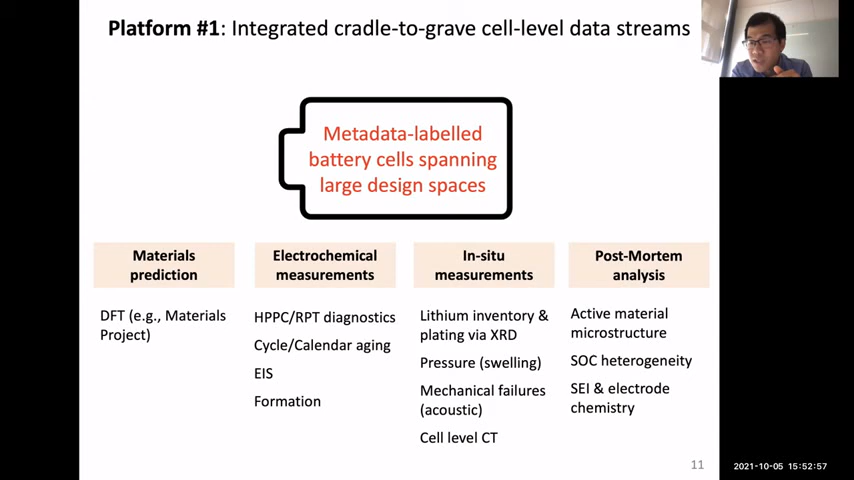 Platform #1: Integrated cradle-to-grave cell-level data streams
Metadata-labelled
battery cells spanning
large design spaces
Materials
prediction
DFT (e.g., Materials
Project)
Electrochemical
measurements
HPPC/RPT diagnostics
Cycle/Calendar aging
EIS
Formation
In-situ
measurements
Lithium inventory &
plating via XRD
Pressure (swelling)
Mechanical failures
(acoustic)
Cell level CT
Post-Mortem
analysis
Active material
microstructure
SOC heterogeneity
SEI & electrode
chemistry
11
2021-10-05 15:52:57